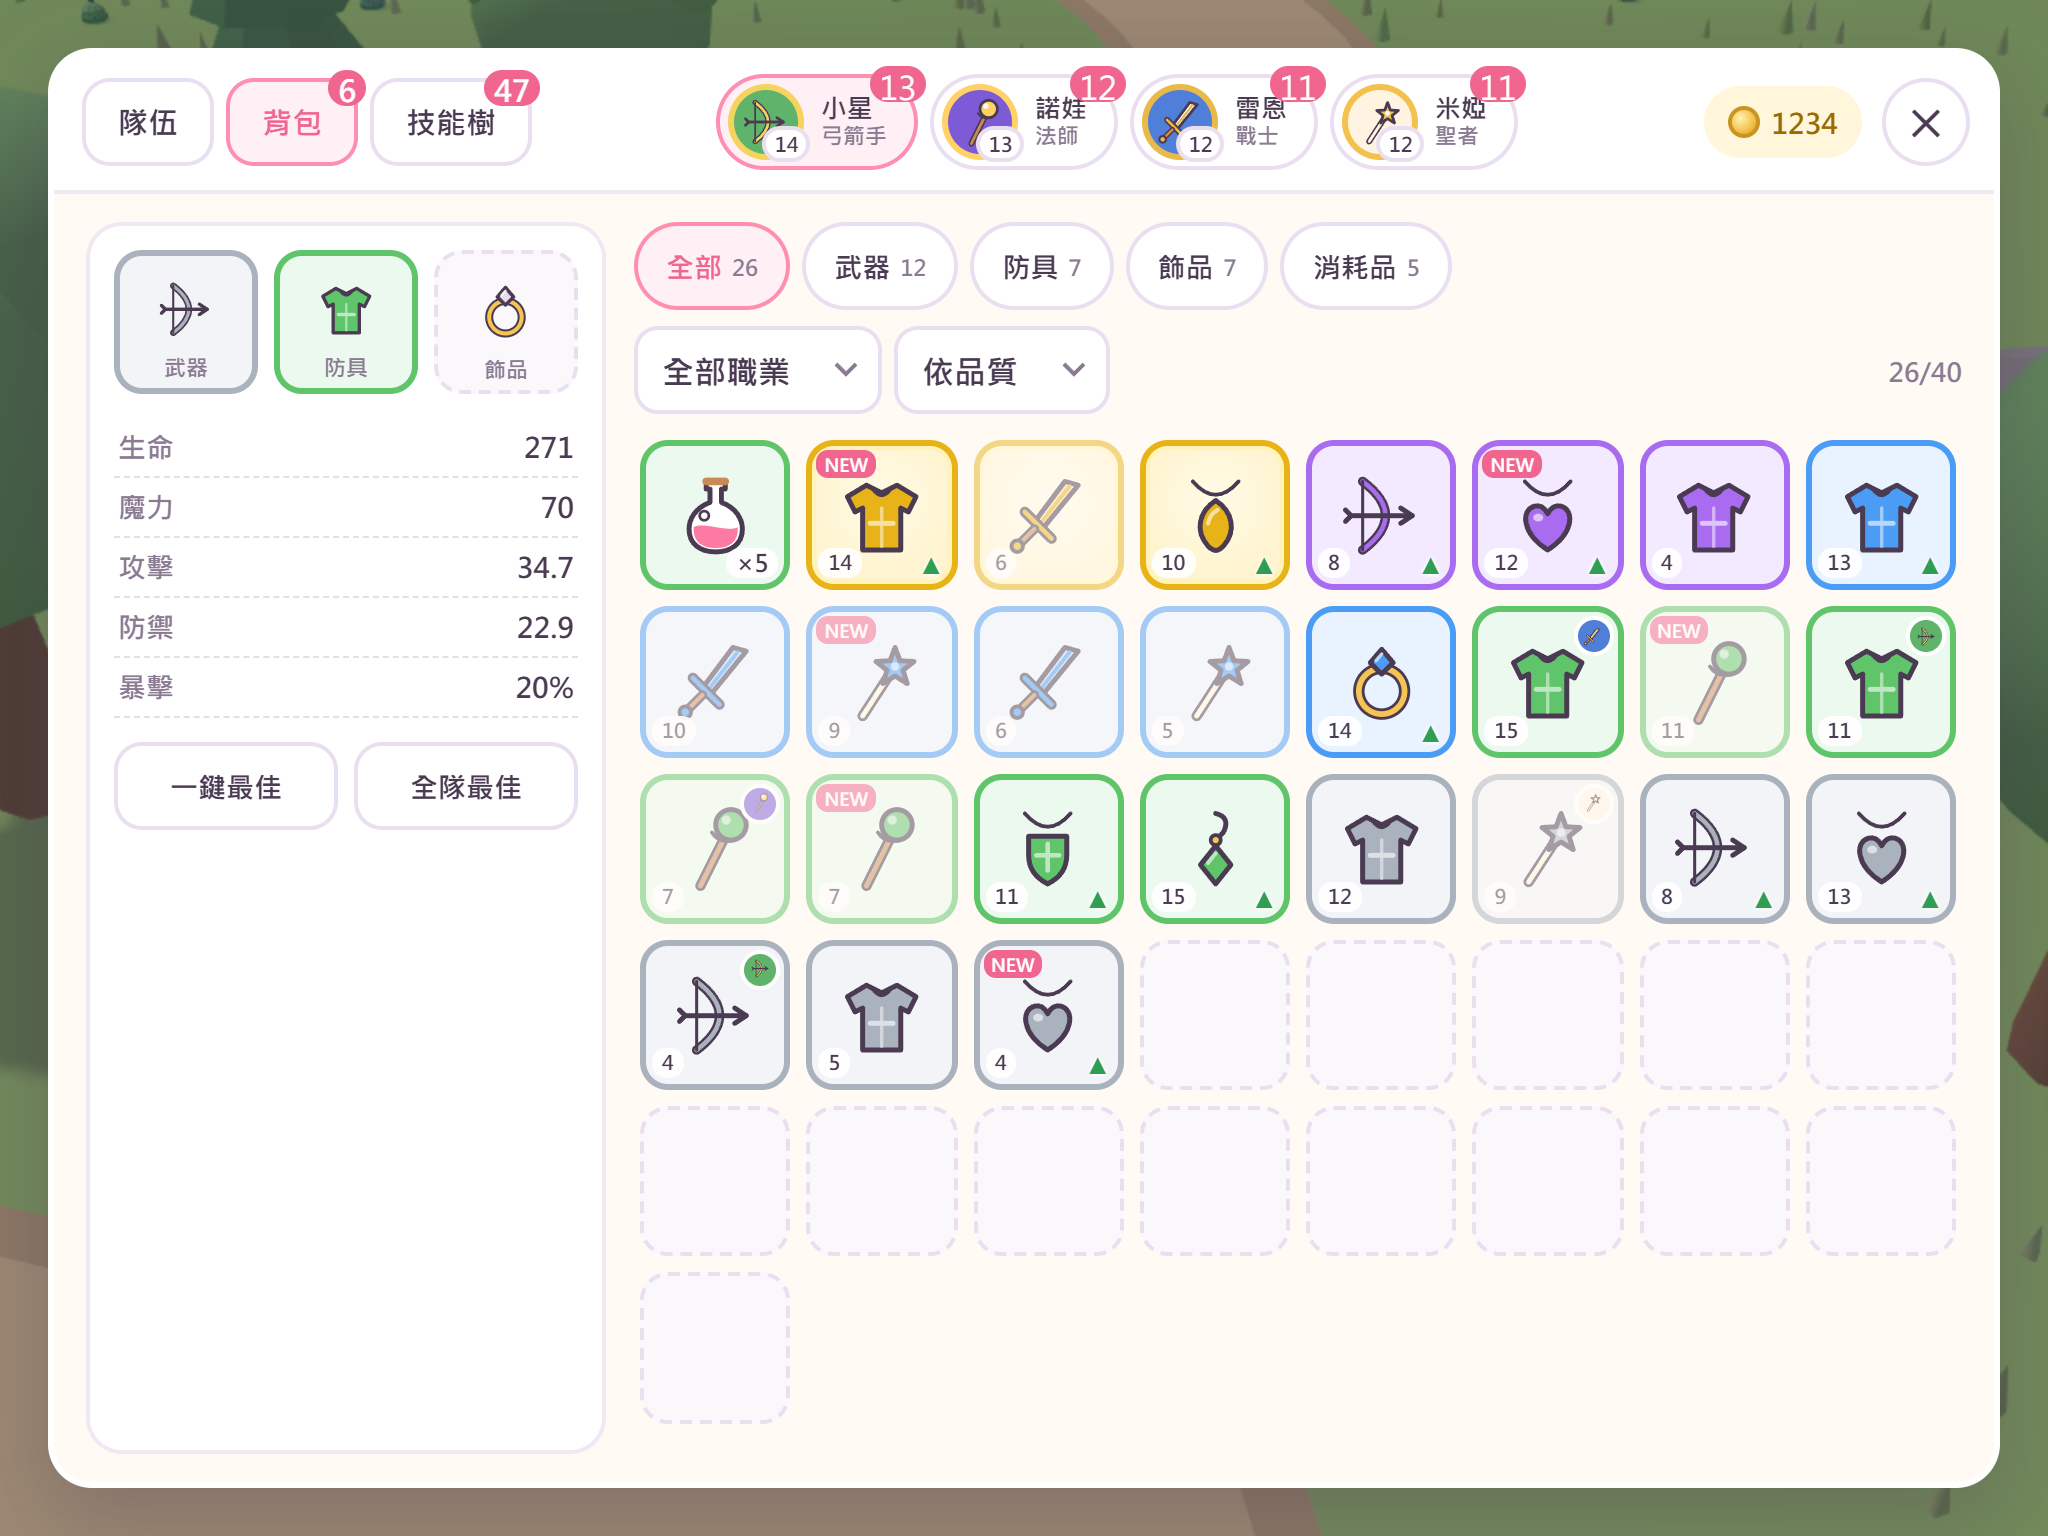 隊伍
背包
6
技能樹
47
小星
弓箭手
14
13
諾娃
法師
13
12
雷恩
戰士
12
11
米婭
聖者
12
11
1234
武器
防具
飾品
生命 271
魔力 70
攻擊 34.7
防禦 22.9
暴擊 20%
一鍵最佳
全隊最佳
全部 26
武器 12
防具 7
飾品 7
消耗品 5
全部職業
依品質
26/40
×5
NEW
14
6
10
8
NEW
12
4
13
10
NEW
9
6
5
14
15
NEW
11
11
7
NEW
7
11
15
12
9
8
13
4
5
NEW
4